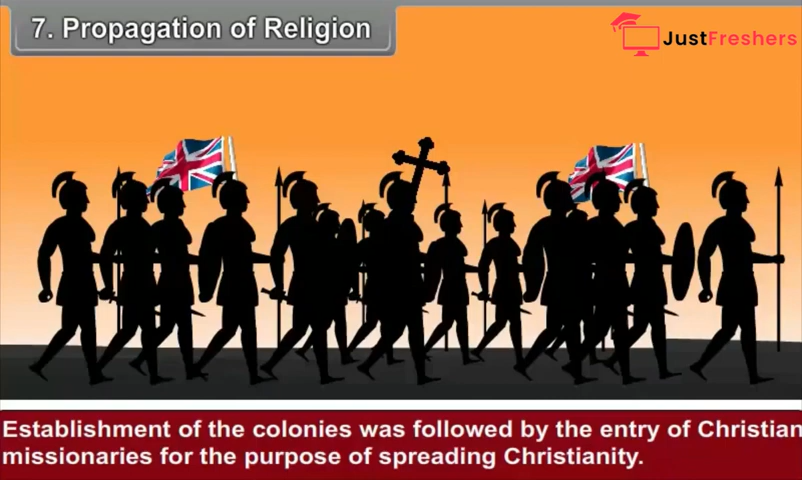 7. Propagation of Religion
JustFreshers
Establishment of the colonies was followed by the entry of Christian
missionaries for the purpose of spreading Christianity.